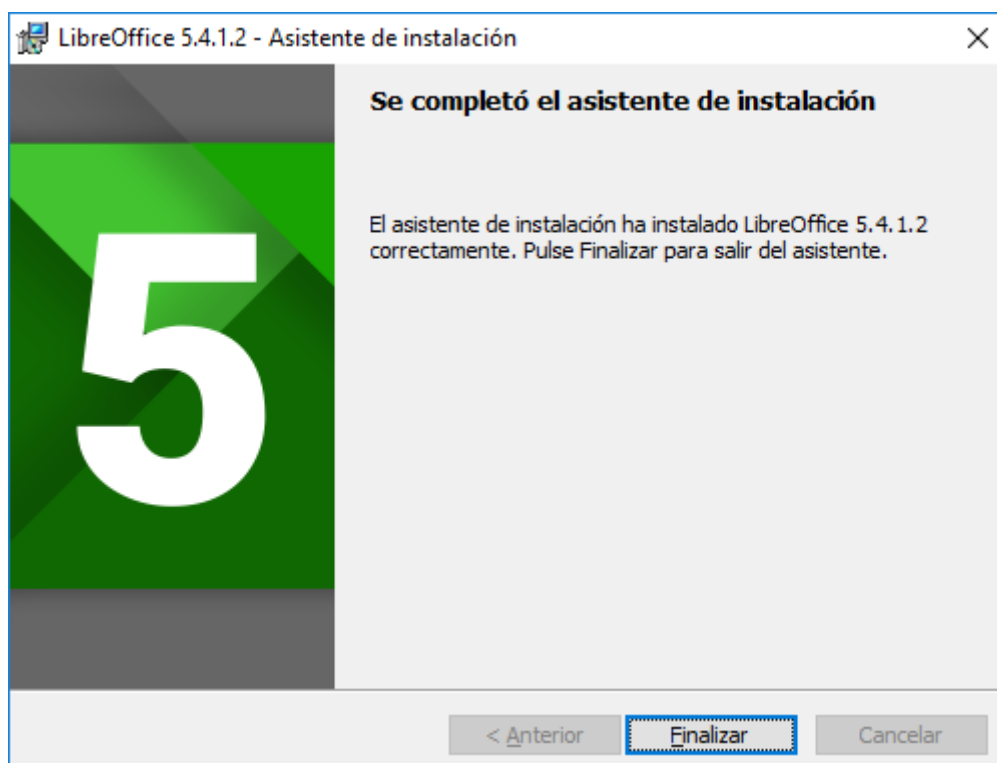 LibreOffice 5.4.1.2 - Asistente de instalación
Se completó el asistente de instalación
El asistente de instalación ha instalado LibreOffice 5.4.1.2
correctamente. Pulse Finalizar para salir del asistente.
5
< Anterior
Finalizar
Cancelar